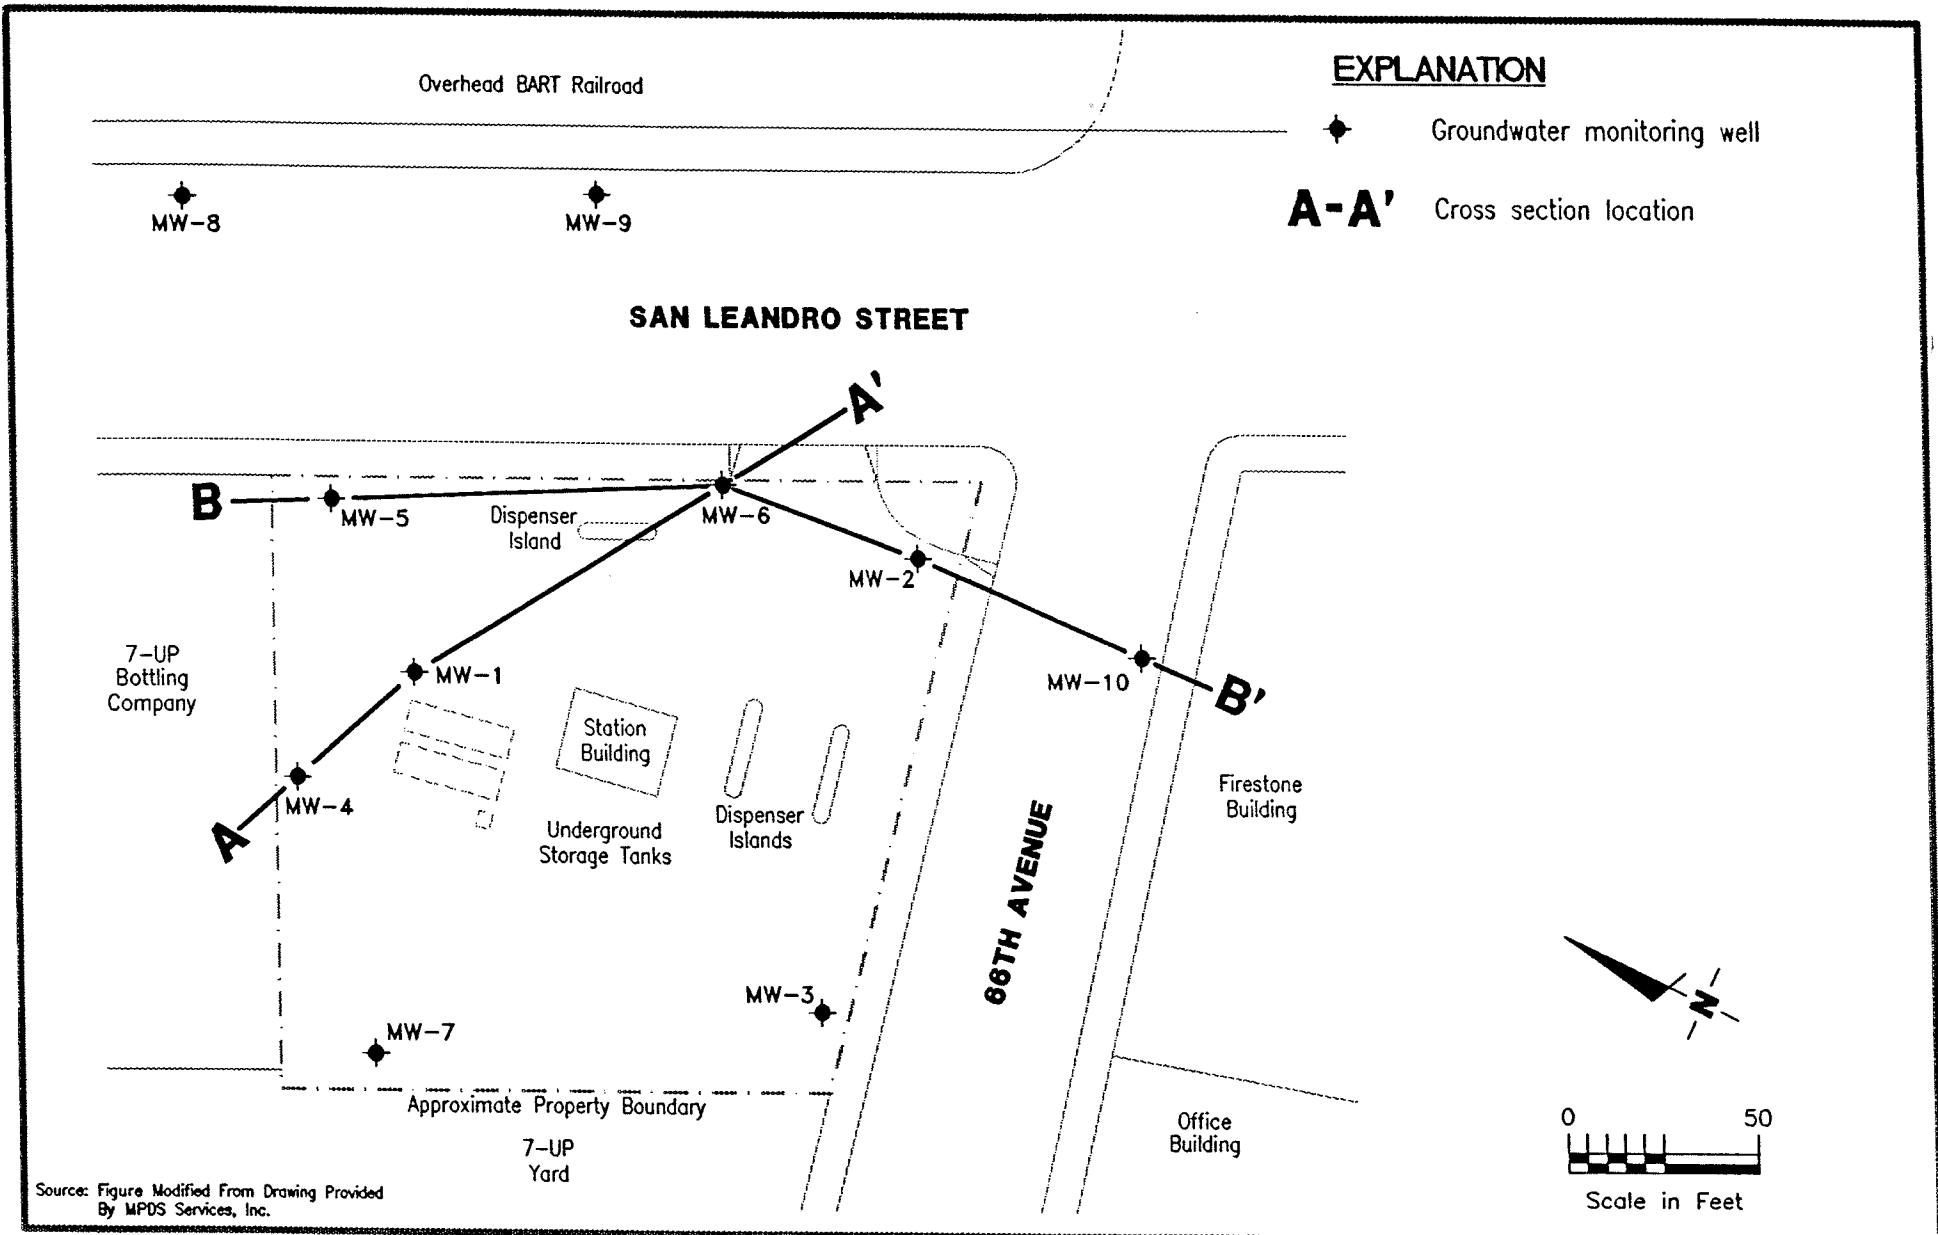 Overhead BART Railroad
EXPLANATION
Groundwater monitoring well
A-A' Cross section location
MW-8
MW-9
SAN LEANDRO STREET
A'
B
MW-5
Dispenser
Island
MW-6
MW-2
7-UP
Bottling
Company
MW-1
MW-10
B'
Station
Building
MW-4
A
Underground
Storage Tanks
Dispenser
Islands
Firestone
Building
66TH AVENUE
MW-3
MW-7
N
Approximate Property Boundary
7-UP
Yard
Office
Building
0 50
Scale in Feet
Source: Figure Modified From Drawing Provided
By MPDS Services, Inc.